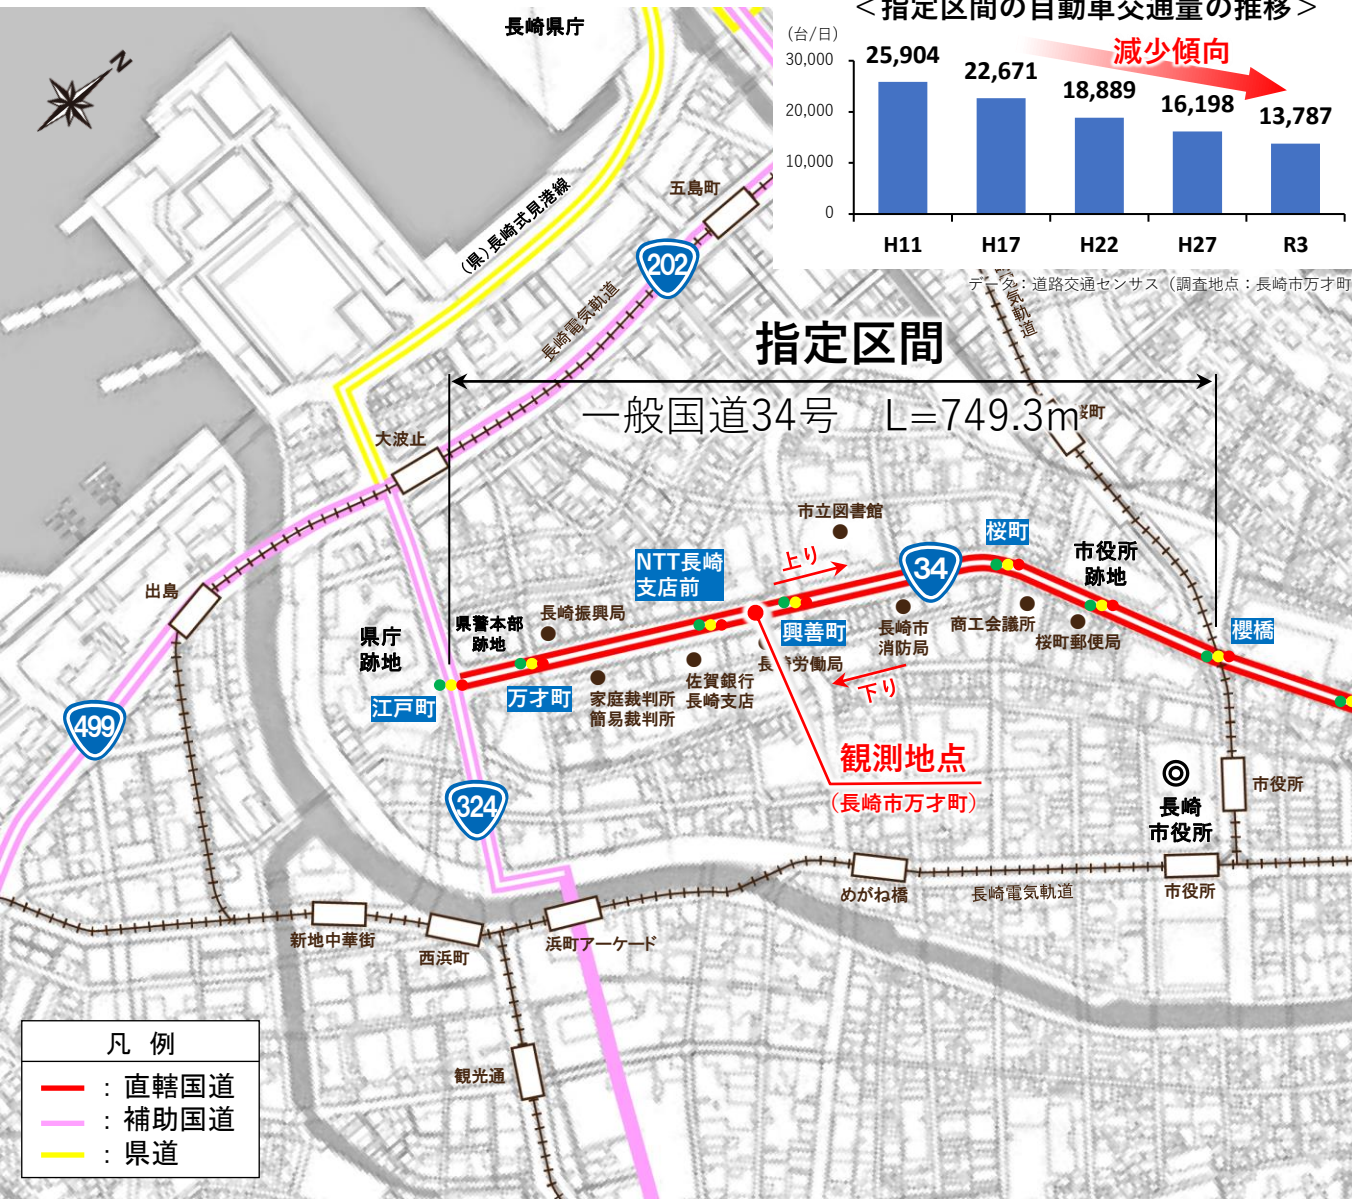 長崎県庁
N
＜指定区間の自動車交通量の推移＞
(台/日)
30,000
20,000
10,000
0
25,904
22,671
18,889
16,198
13,787
減少傾向
H11
H17
H22
H27
R3
データ：道路交通センサス（調査地点：長崎市万才町
五島町
(県)長崎式見港線
202
長崎電気軌道
気軌道
指定区間
一般国道34号　L=749.3m
桜町
大波止
市立図書館
桜町
NTT長崎
支店前
上り
34
市役所
跡地
出島
長崎振興局
県警本部
跡地
県庁
跡地
興善町
長崎市
消防局
商工会議所
桜町郵便局
櫻橋
長崎労働局
江戸町
万才町
家庭裁判所
簡易裁判所
佐賀銀行
長崎支店
下り
499
観測地点
(長崎市万才町)
324
長崎
市役所
市役所
めがね橋
長崎電気軌道
市役所
新地中華街
西浜町
浜町アーケード
観光通
凡 例
：直轄国道
：補助国道
：県道